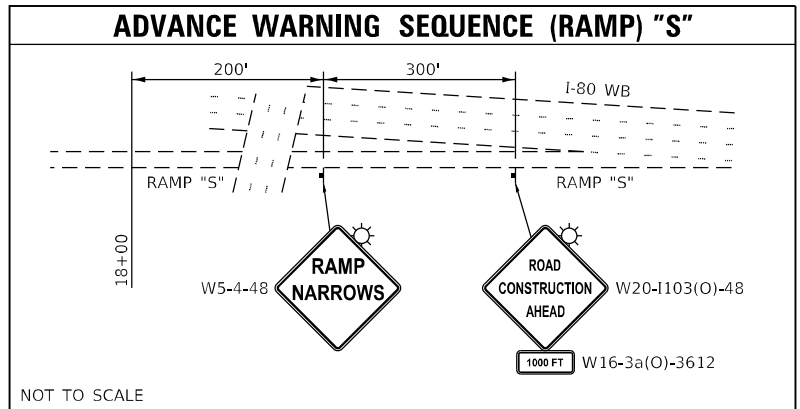 ADVANCE WARNING SEQUENCE (RAMP) "S"
200'
300'
I-80 WB
RAMP "S"
RAMP "S"
18+00
W5-4-48
RAMP
NARROWS
ROAD
CONSTRUCTION
AHEAD
W20-I103(O)-48
1000 FT
W16-3a(O)-3612
NOT TO SCALE